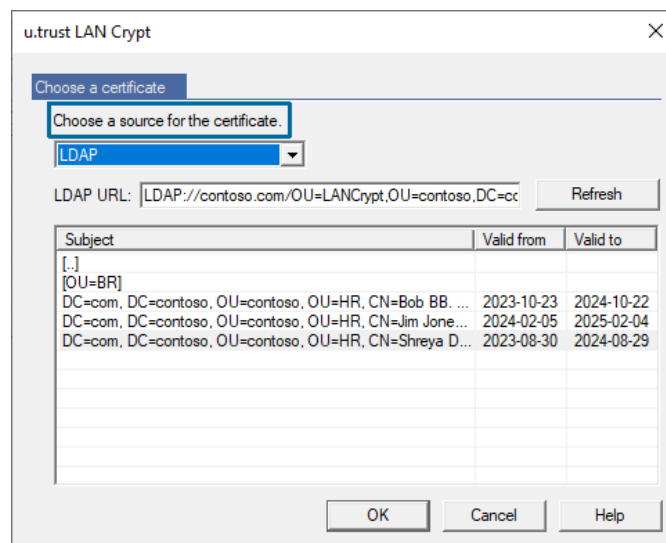 u.trust LAN Crypt
Choose a certificate
Choose a source for the certificate.
LDAP
LDAP URL: LDAP://contoso.com/OU=LANCrypt,OU=contoso,DC=cc Refresh
Subject Valid from Valid to
[..]
[OU=BR]
DC=com, DC=contoso, OU=contoso, OU=HR, CN=Bob BB. ... 2023-10-23 2024-10-22
DC=com, DC=contoso, OU=contoso, OU=HR, CN=Jim Jone... 2024-02-05 2025-02-04
DC=com, DC=contoso, OU=contoso, OU=HR, CN=Shreya D... 2023-08-30 2024-08-29
OK Cancel Help